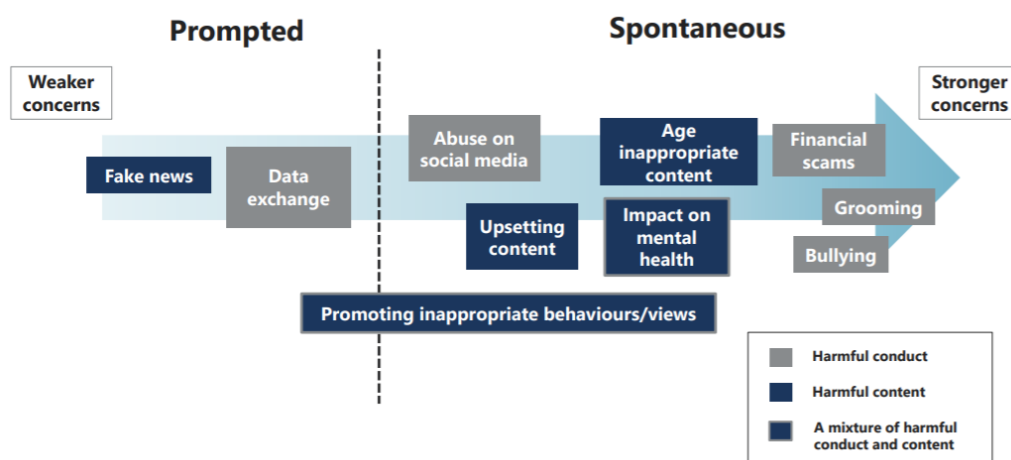 Prompted
Spontaneous
Weaker
concerns
Stronger
concerns
Fake news
Data
exchange
Abuse on
social media
Age
inappropriate
content
Financial
scams
Upsetting
content
Impact on
mental
health
Grooming
Bullying
Promoting inappropriate behaviours/views
Harmful conduct
Harmful content
A mixture of harmful
conduct and content